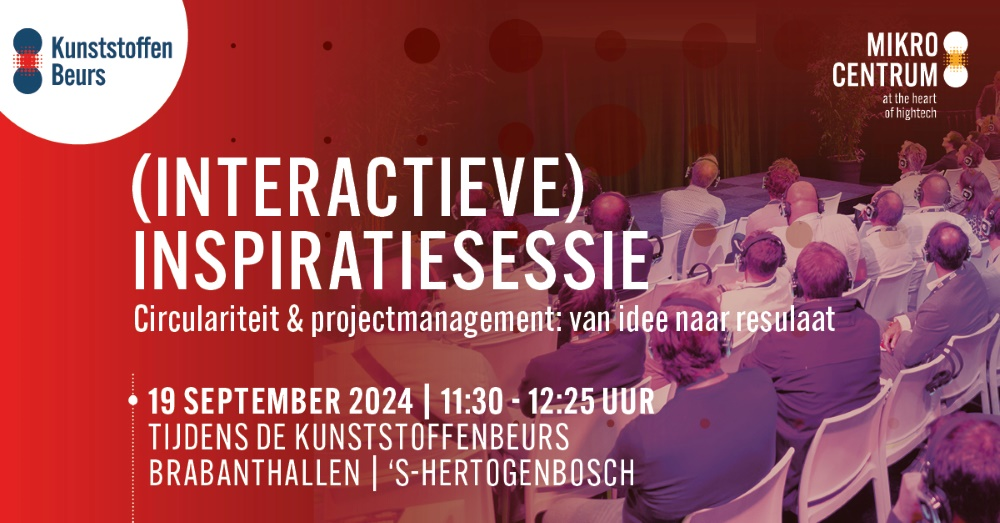 Kunststoffen
Beurs
MIKRO
CENTRUM
at the heart
of hightech
(INTERACTIEVE)
INSPIRATIESESSIE
Circulariteit & projectmanagement: van idee naar resulaat
19 SEPTEMBER 2024 | 11:30 - 12:25 UUR
TIJDENS DE KUNSTSTOFFENBEURS
BRABANTHALLEN | ‘S-HERTOGENBOSCH